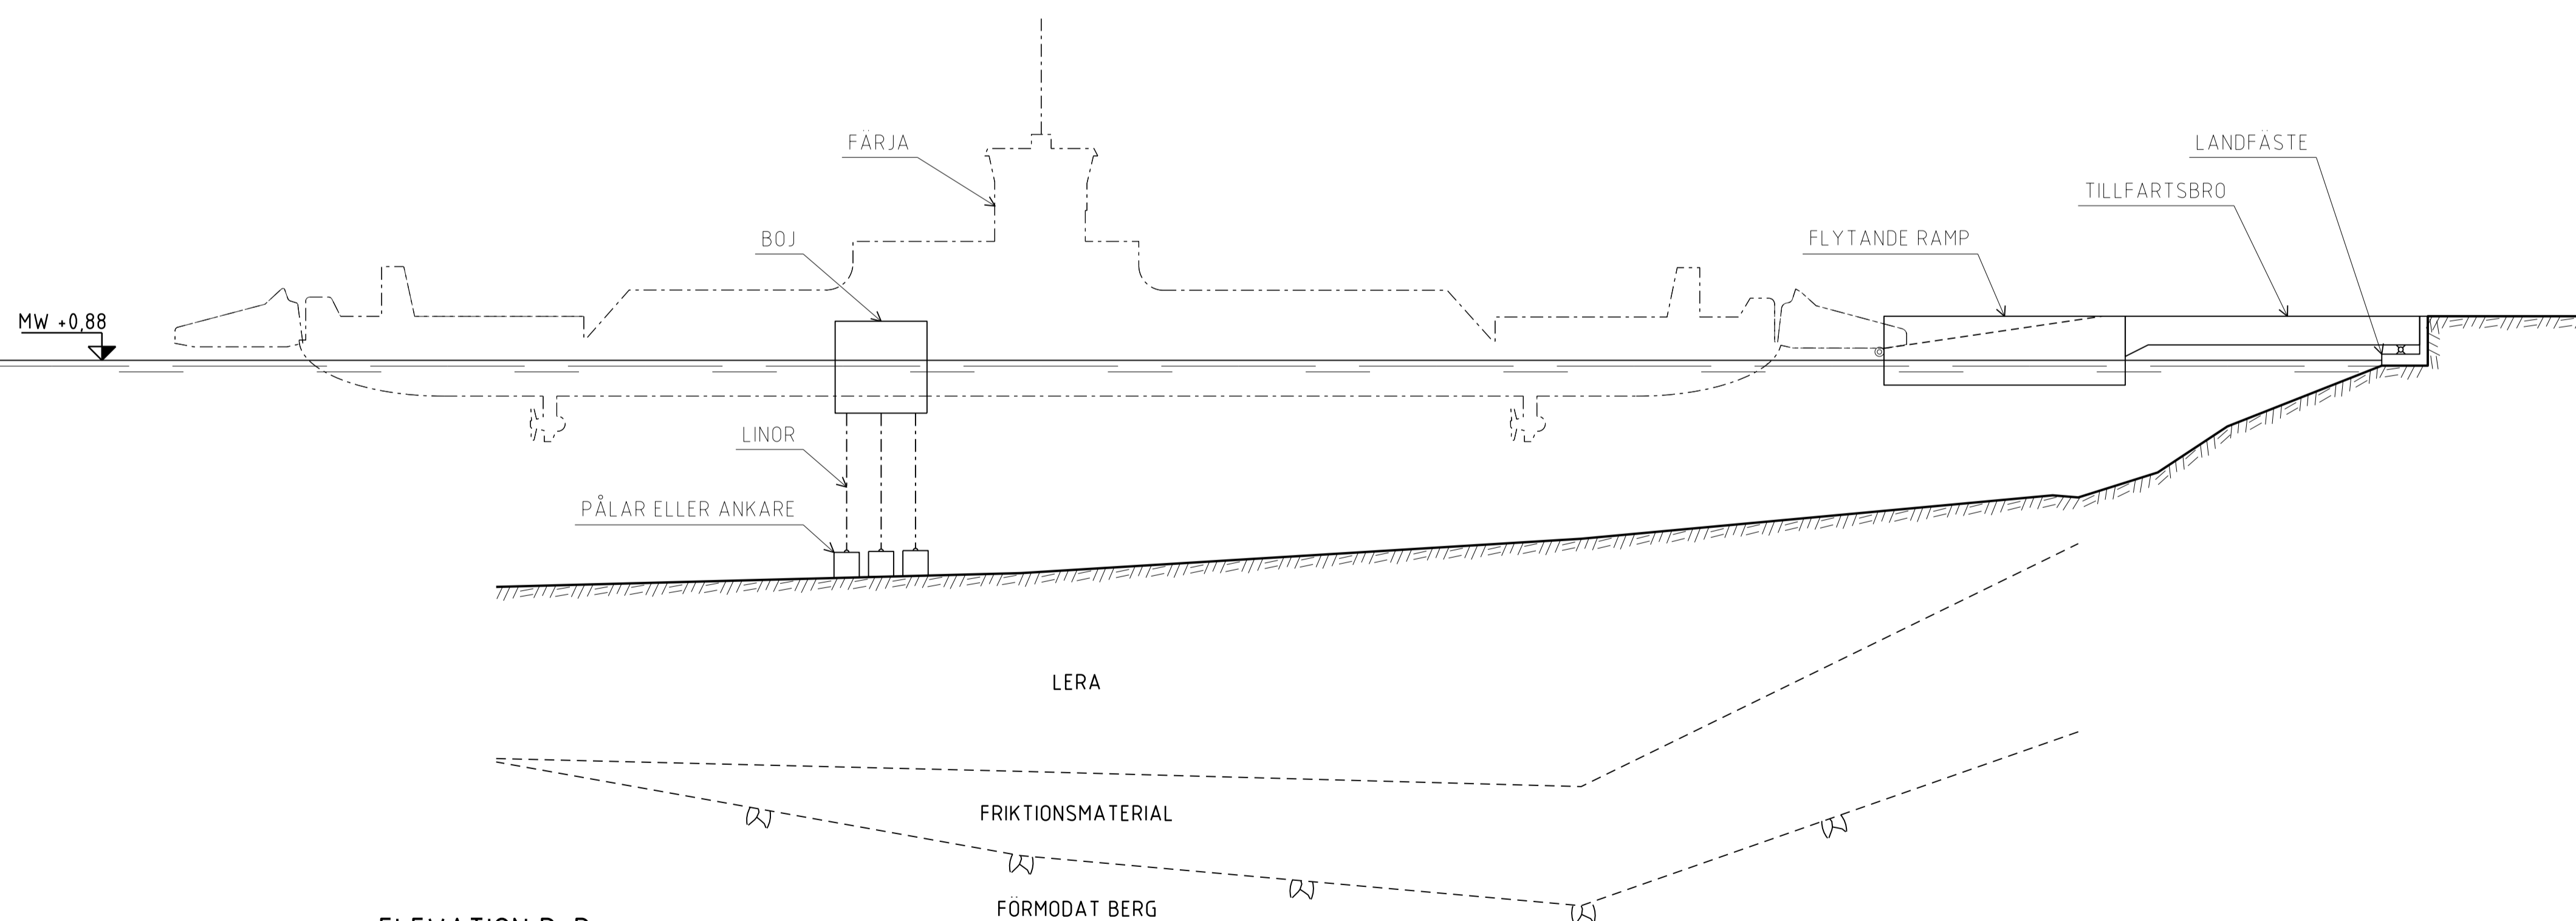 FÄRJA
LANDFÄSTE
TILLFARTSBRO
BOJ
FLYTANDE RAMP
MW +0,88
LINOR
PÅLAR ELLER ANKARE
LERA
FRIKTIONSMATERIAL
FÖRMODAT BERG